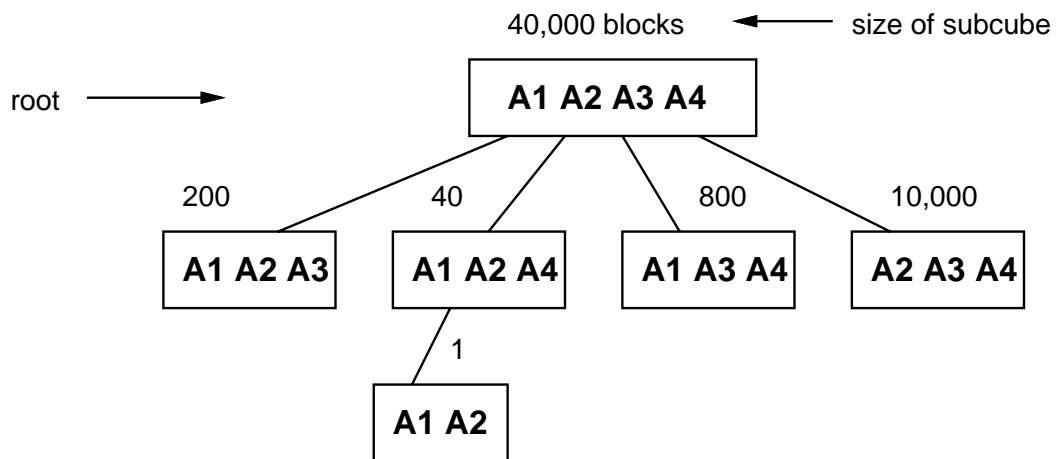 40,000 blocks
size of subcube
root
A1 A2 A3 A4
200
40
800
10,000
A1 A2 A3
A1 A2 A4
A1 A3 A4
A2 A3 A4
1
A1 A2